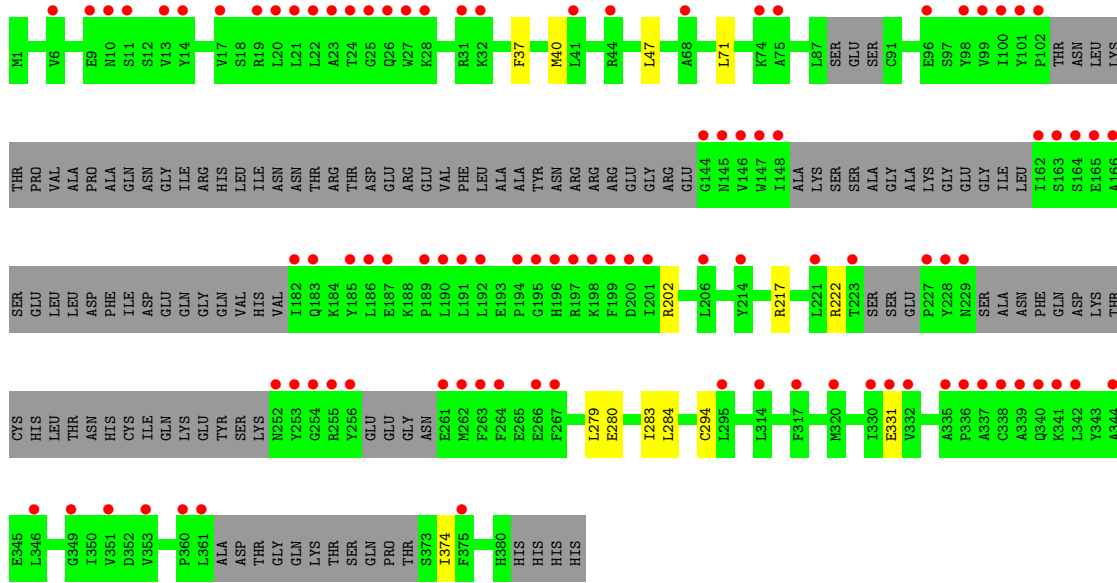 M1 V6 E9 N10 S11 S12 V13 Y14 V17 S18 R19 L20 L21 L22 A23 T24 G25 Q26 W27 K28 R31 K32 F37 M40 L41 R44 L47 A68 L71 K74 A75 L87 SER GLU SER C91 E96 S97 Y98 V99 I100 Y101 P102 THR ASN LEU LYS
THR PRO VAL ALA PRO ALA GLN ASN GLY ILE ARG HIS LEU ILE ASN ASN THR ARG THR ASP GLU ARG GLU VAL PHE LEU ALA ALA TYR ASN ARG ARG ARG GLU GLY ARG GLU G144 N145 V146 W147 I148 ALA LYS SER SER ALA GLY ALA LYS GLY GLU GLY ILE LEU I162 S163 S164 E165 A166
SER GLU LEU LEU ASP PHE ILE ASP GLU GLN GLY GLN VAL HIS VAL I182 Q183 K184 Y185 L186 E187 K188 P189 L190 L191 L192 E193 P194 G195 H196 R197 K198 F199 D200 I201 R202 L206 Y214 R217 L221 R222 T223 SER SER GLU P227 Y228 N229 SER ALA ASN PHE GLN ASP LYS THR
CYS HIS LEU THR ASN HIS CYS ILE GLN LYS GLU TYR SER LYS N252 Y253 G254 R255 Y256 GLU GLU GLY ASN E261 M262 F263 F264 E265 E266 F267 L279 E280 I283 L284 C294 L295 L314 F317 M320 I330 E331 V332 A335 P336 A337 C338 A339 Q340 K341 L342 Y343 A344
E345 L346 G349 I350 V351 D352 V353 P360 L361 ALA ASP THR GLY GLN LYS THR SER GLN PRO THR S373 I374 F375 H380 HIS HIS HIS HIS